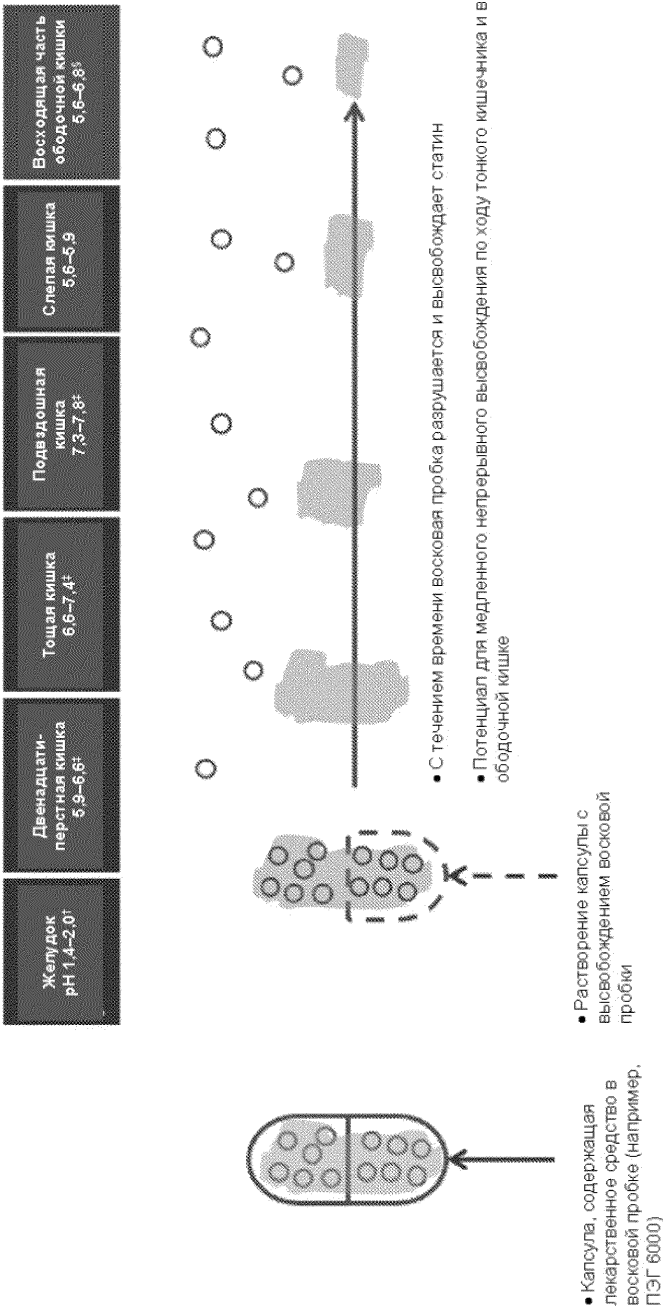 Желудок
pH 1,4–2,0†
Двенадцати-
перстная кишка
5,9–6,6‡
Тощая кишка
6,6–7,4‡
Подвздошная
кишка
7,3–7,8‡
Слепая кишка
5,6–5,9
Восходящая часть
ободочной кишки
5,6–6,8§
• Капсула, содержащая
лекарственное средство в
восковой пробке (например,
ПЭГ 6000)
• Растворение капсулы с
высвобождением восковой
пробки
• С течением времени восковая пробка разрушается и высвобождает статин
• Потенциал для медленного непрерывного высвобождения по ходу тонкого кишечника и в
ободочной кишке